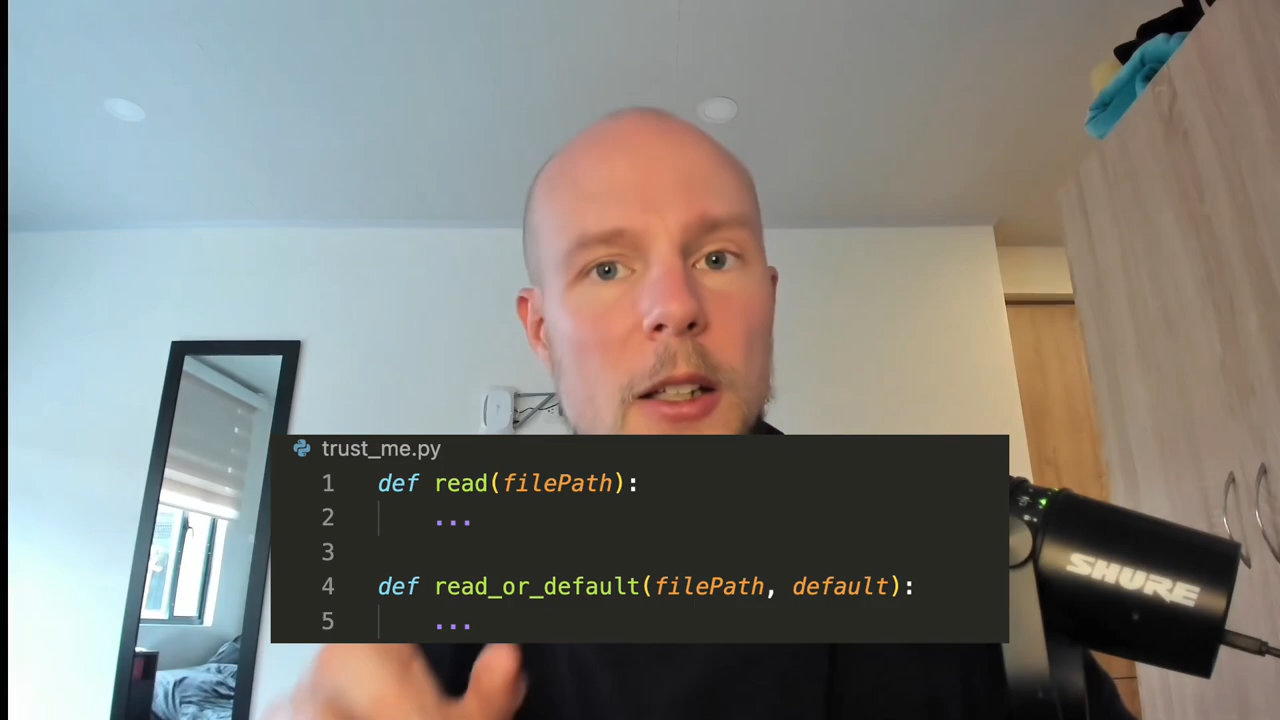 trust_me.py
1 def read(filePath):
2     ...
3
4 def read_or_default(filePath, default):
5     ...
SHURE